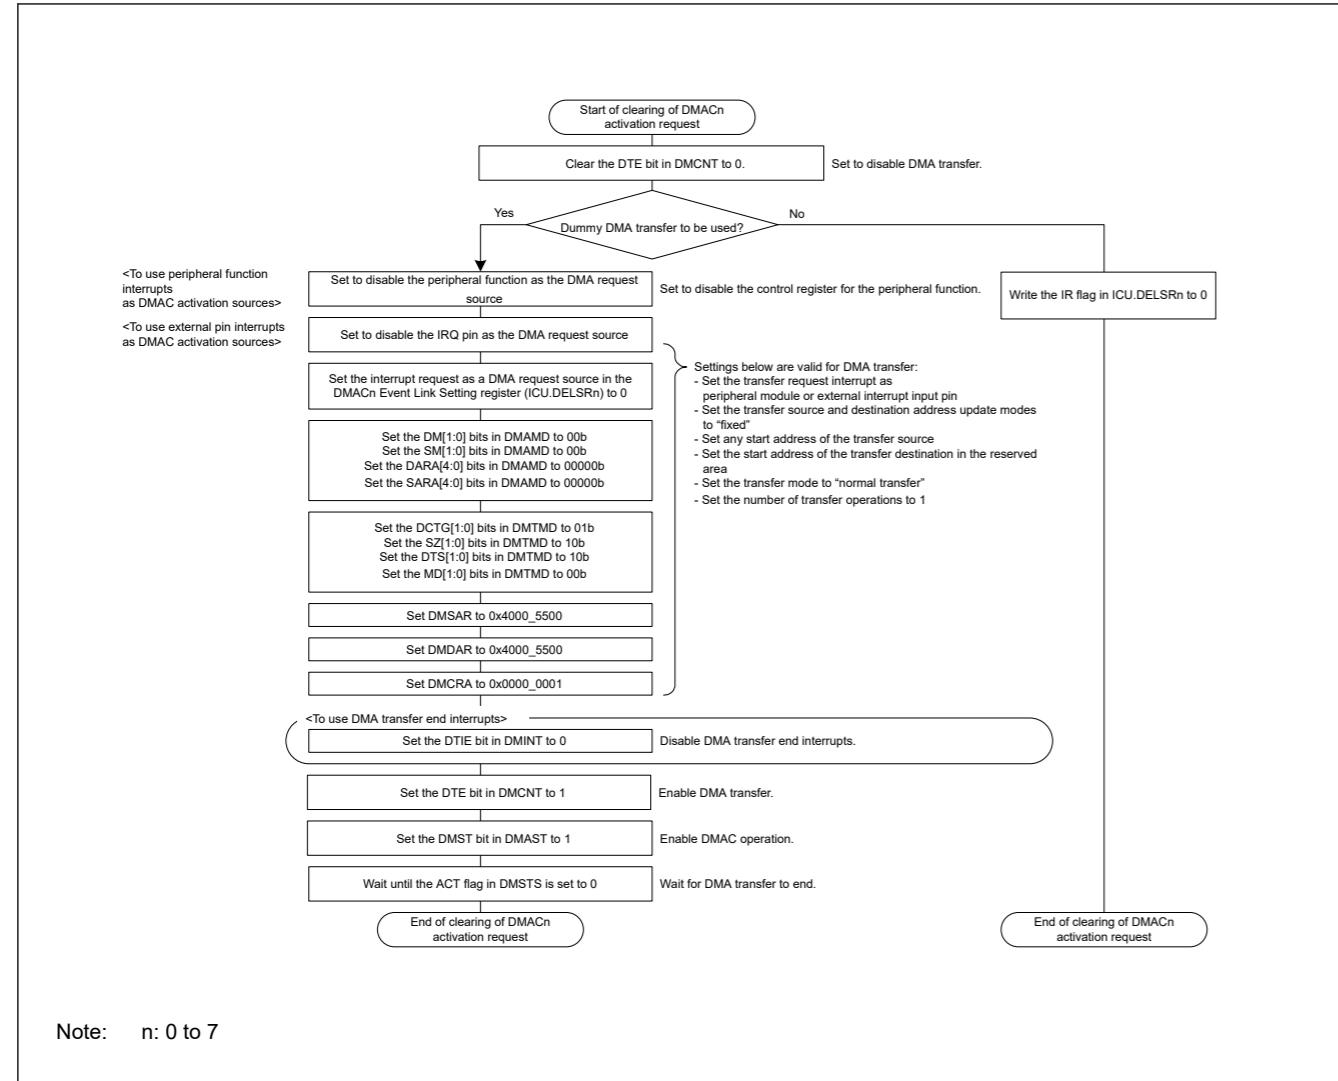 Start of clearing of DMACn
activation request
Clear the DTE bit in DMCNT to 0.
Set to disable DMA transfer.
Yes
No
Dummy DMA transfer to be used?
<To use peripheral function
interrupts
as DMAC activation sources>
Set to disable the peripheral function as the DMA request
source
Set to disable the control register for the peripheral function.
Write the IR flag in ICU.DELSRn to 0
<To use external pin interrupts
as DMAC activation sources>
Set to disable the IRQ pin as the DMA request source
Set the interrupt request as a DMA request source in the
DMACn Event Link Setting register (ICU.DELSRn) to 0
Settings below are valid for DMA transfer:
- Set the transfer request interrupt as
peripheral module or external interrupt input pin
- Set the transfer source and destination address update modes
to “fixed”
- Set any start address of the transfer source
- Set the start address of the transfer destination in the reserved
area
- Set the transfer mode to “normal transfer”
- Set the number of transfer operations to 1
Set the DM[1:0] bits in DMAMD to 00b
Set the SM[1:0] bits in DMAMD to 00b
Set the DARA[4:0] bits in DMAMD to 00000b
Set the SARA[4:0] bits in DMAMD to 00000b
Set the DCTG[1:0] bits in DMTMD to 01b
Set the SZ[1:0] bits in DMTMD to 10b
Set the DTS[1:0] bits in DMTMD to 10b
Set the MD[1:0] bits in DMTMD to 00b
Set DMSAR to 0x4000_5500
Set DMDAR to 0x4000_5500
Set DMCRA to 0x0000_0001
<To use DMA transfer end interrupts>
Set the DTIE bit in DMINT to 0
Disable DMA transfer end interrupts.
Set the DTE bit in DMCNT to 1
Enable DMA transfer.
Set the DMST bit in DMAST to 1
Enable DMAC operation.
Wait until the ACT flag in DMSTS is set to 0
Wait for DMA transfer to end.
End of clearing of DMACn
activation request
End of clearing of DMACn
activation request
Note: n: 0 to 7